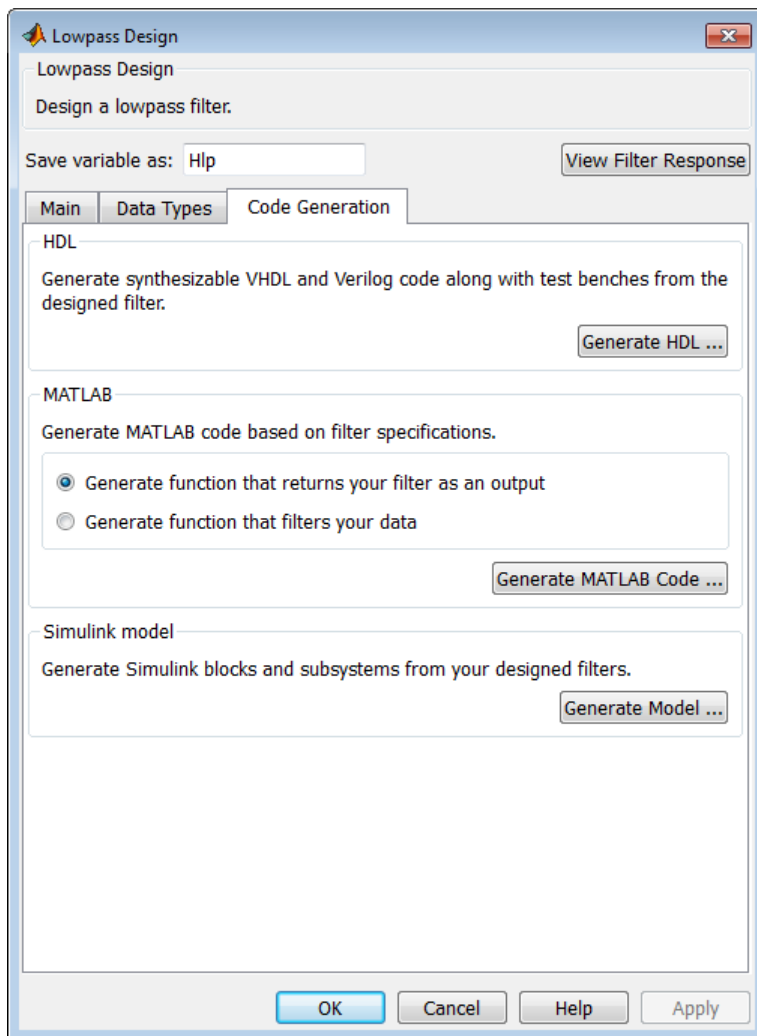 Lowpass Design
Lowpass Design
Design a lowpass filter.
Save variable as: Hlp View Filter Response
Main Data Types Code Generation
HDL
Generate synthesizable VHDL and Verilog code along with test benches from the
designed filter.
Generate HDL ...
MATLAB
Generate MATLAB code based on filter specifications.
Generate function that returns your filter as an output
Generate function that filters your data
Generate MATLAB Code ...
Simulink model
Generate Simulink blocks and subsystems from your designed filters.
Generate Model ...
OK Cancel Help Apply